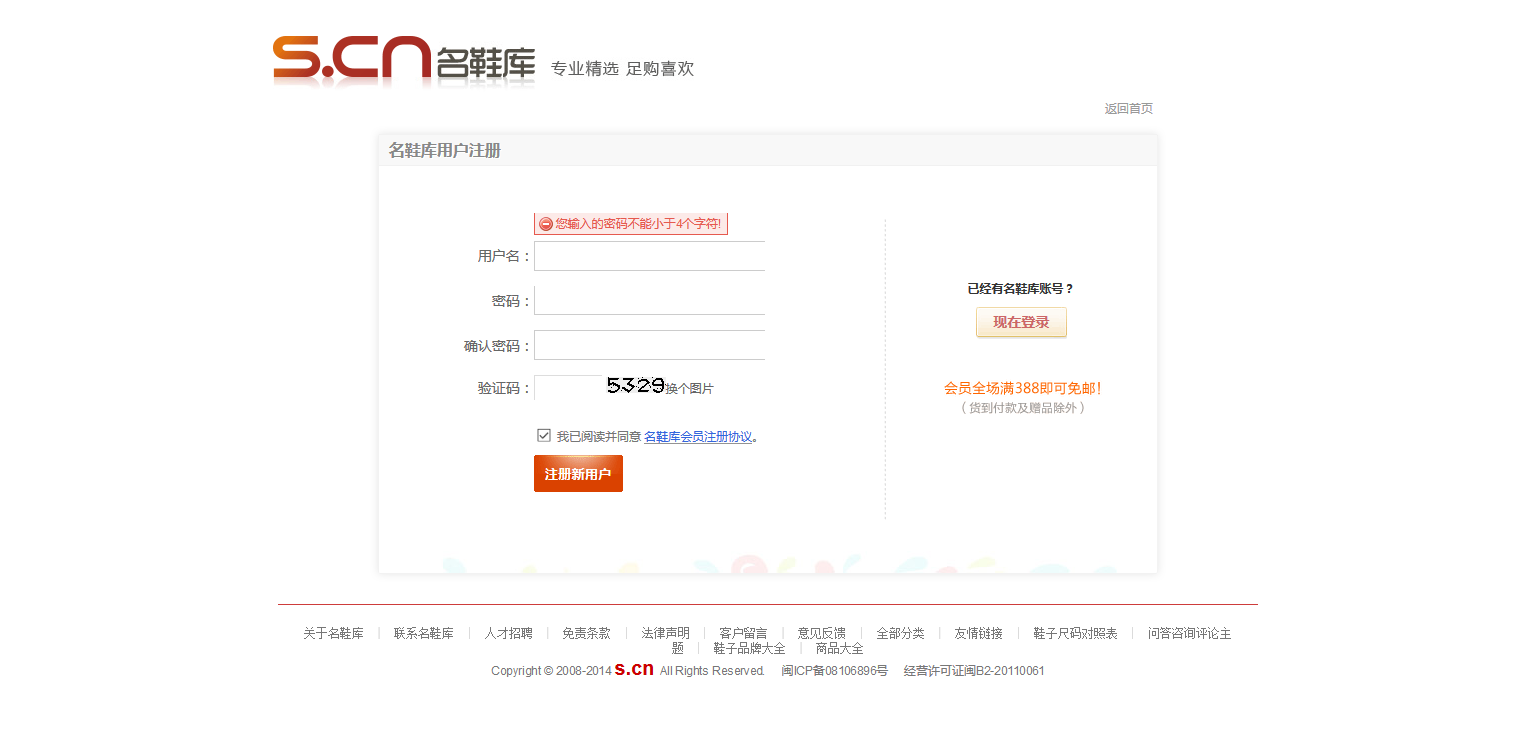 s.cn 名鞋库 专业精选 足购喜欢
返回首页
名鞋库用户注册
您输入的密码不能小于4个字符!
用户名：
密码：
确认密码：
验证码： 5329 换个图片
我已阅读并同意 名鞋库会员注册协议。
注册新用户
已经有名鞋库账号？
现在登录
会员全场满388即可免邮！
（货到付款及赠品除外）
关于名鞋库 | 联系名鞋库 | 人才招聘 | 免责条款 | 法律声明 | 客户留言 | 意见反馈 | 全部分类 | 友情链接 | 鞋子尺码对照表 | 问答咨询评论主
题 | 鞋子品牌大全 | 商品大全
Copyright © 2008-2014 s.cn All Rights Reserved. 闽ICP备08106896号 经营许可证闽B2-20110061